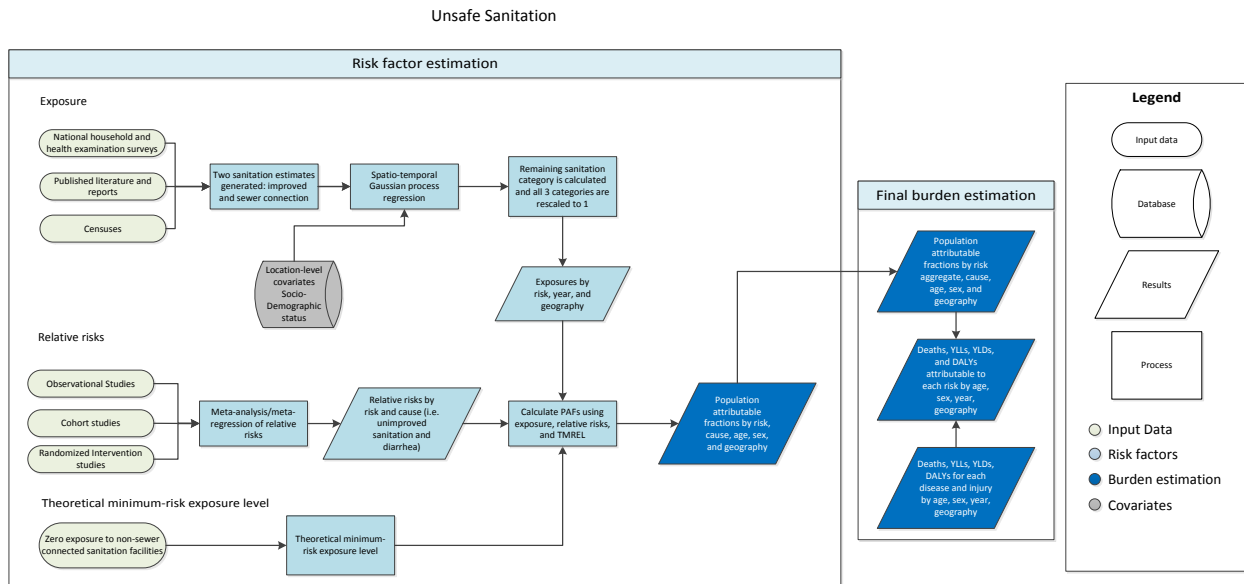 Unsafe Sanitation
Risk factor estimation
Exposure
National household and
health examination surveys
Published literature and
reports
Censuses
Two sanitation estimates
generated: improved
and sewer connection
Spatio-temporal
Gaussian process
regression
Remaining sanitation
category is calculated
and all 3 categories are
rescaled to 1
Location-level
covariates
Socio-
Demographic
status
Exposures by
risk, year, and
geography
Relative risks
Observational Studies
Cohort studies
Randomized Intervention
studies
Meta-analysis/meta-
regression of relative
risks
Relative risks by
risk and cause (i.e.
unimproved
sanitation and
diarrhea)
Calculate PAFs using
exposure, relative risks,
and TMREL
Population
attributable
fractions by risk,
cause, age, sex,
and geography
Theoretical minimum-risk exposure level
Zero exposure to non-sewer
connected sanitation facilities
Theoretical minimum-
risk exposure level
Final burden estimation
Population
attributable
fractions by risk
aggregate, cause,
age, sex, and
geography
Deaths, YLLs, YLDs,
and DALYs
attributable to
each risk by age,
sex, year,
geography
Deaths, YLLs, YLDs,
DALYs for each
disease and injury
by age, sex, year,
geography
Legend
Input data
Database
Results
Process
Input Data
Risk factors
Burden estimation
Covariates